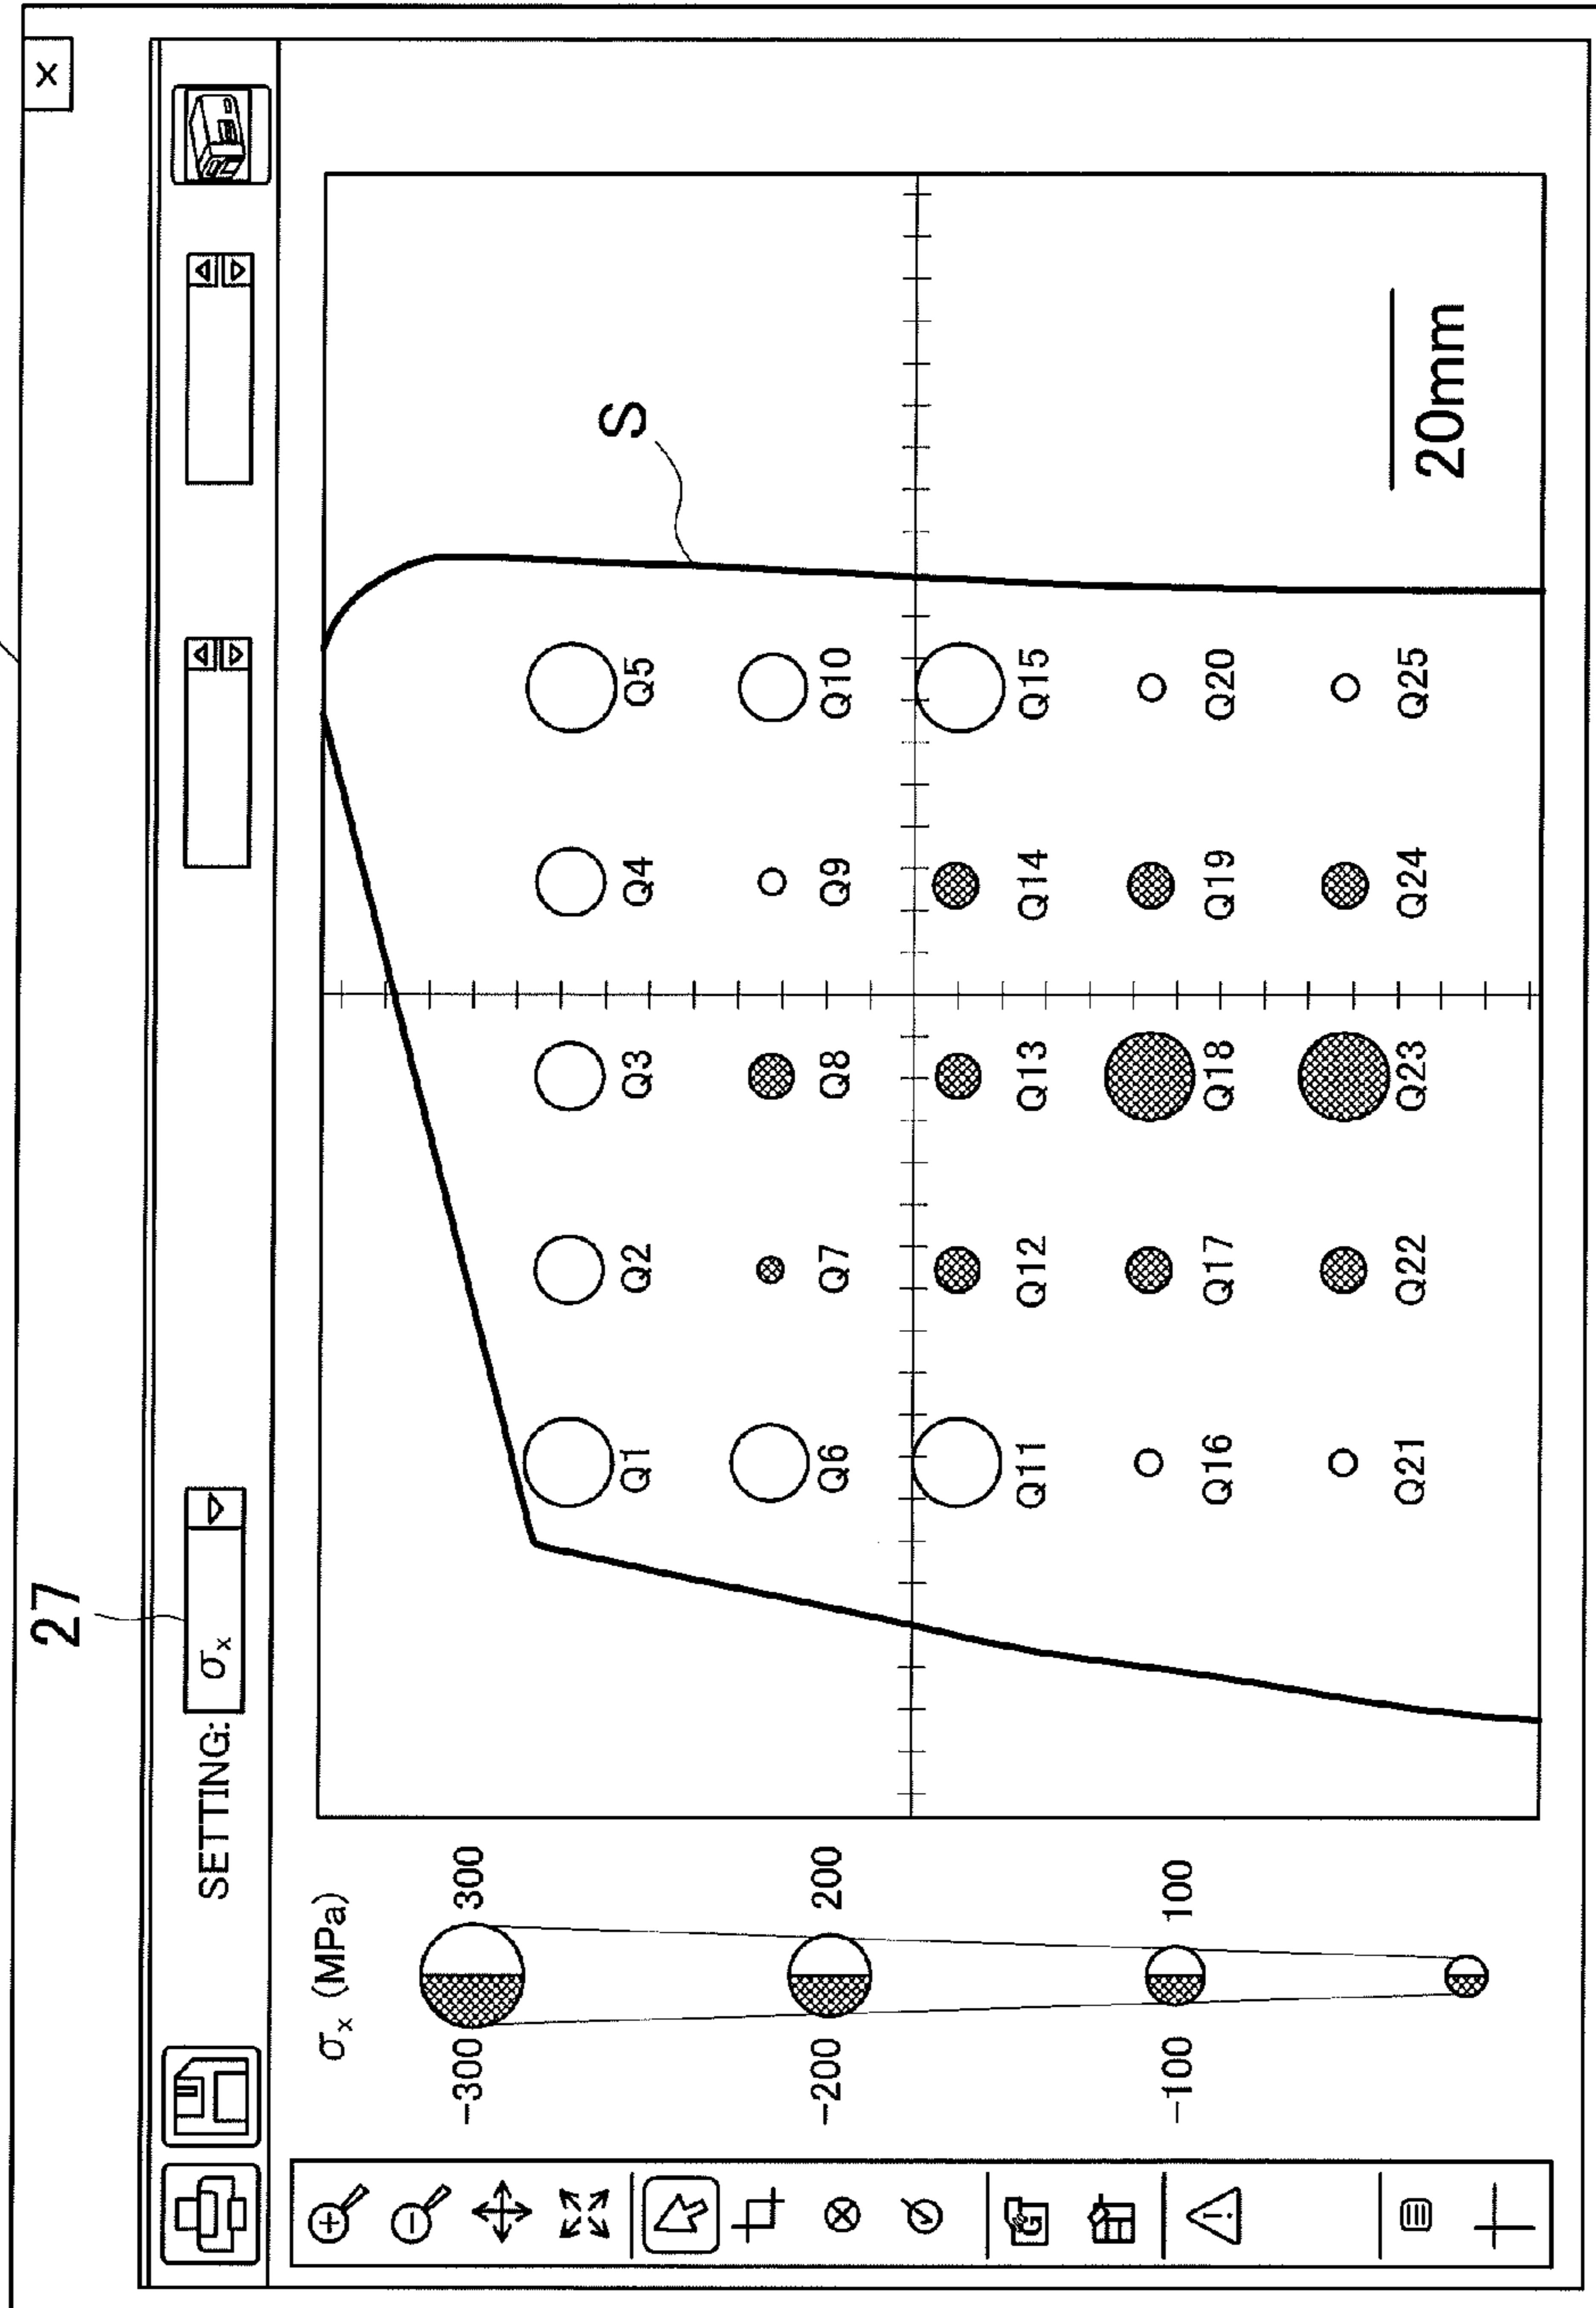 27
×
SETTING: σx
σx (MPa)
-300 300
-200 200
-100 100
S
Q1 Q2 Q3 Q4 Q5
Q6 Q7 Q8 Q9 Q10
Q11 Q12 Q13 Q14 Q15
Q16 Q17 Q18 Q19 Q20
Q21 Q22 Q23 Q24 Q25
20mm
G
!